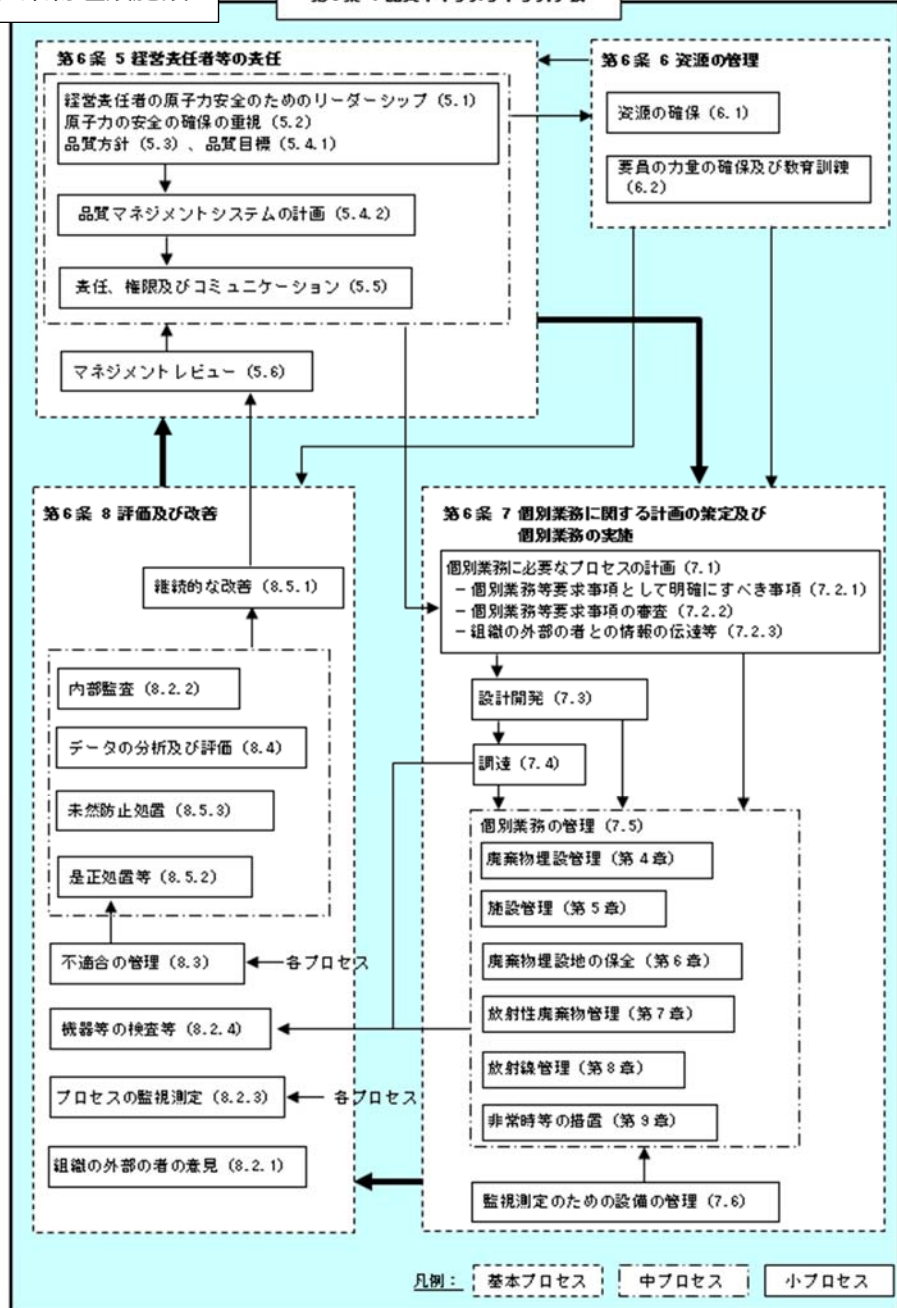 第6条 5 経営責任者等の責任
経営責任者の原子力安全のためのリーダーシップ (5.1)
原子力の安全の確保の重視 (5.2)
品質方針 (5.3) 、品質目標 (5.4.1)
品質マネジメントシステムの計画 (5.4.2)
責任、権限及びコミュニケーション (5.5)
マネジメントレビュー (5.6)
第6条 6 資源の管理
資源の確保 (6.1)
要員の力量の確保及び教育訓練
(6.2)
第6条 8 評価及び改善
継続的な改善 (8.5.1)
内部監査 (8.2.2)
データの分析及び評価 (8.4)
未然防止処置 (8.5.3)
是正処置等 (8.5.2)
不適合の管理 (8.3)
各プロセス
機器等の検査等 (8.2.4)
プロセスの監視測定 (8.2.3)
各プロセス
組織の外部の者の意見 (8.2.1)
第6条 7 個別業務に関する計画の策定及び
個別業務の実施
個別業務に必要なプロセスの計画 (7.1)
－個別業務等要求事項として明確にすべき事項 (7.2.1)
－個別業務等要求事項の審査 (7.2.2)
－組織の外部の者との情報の伝達等 (7.2.3)
設計開発 (7.3)
調達 (7.4)
個別業務の管理 (7.5)
廃棄物埋設管理 (第4章)
施設管理 (第5章)
廃棄物埋設地の保全 (第6章)
放射性廃棄物管理 (第7章)
放射線管理 (第8章)
非常時等の措置 (第9章)
監視測定のための設備の管理 (7.6)
凡例： 基本プロセス 中プロセス 小プロセス